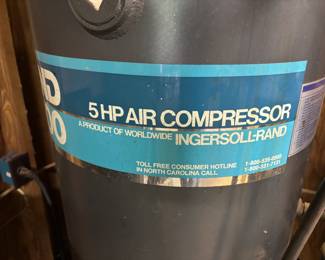 5 HP AIR COMPRESSOR
A PRODUCT OF WORLDWIDE INGERSOLL-RAND
TOLL FREE CONSUMER HOTLINE
IN NORTH CAROLINA CALL